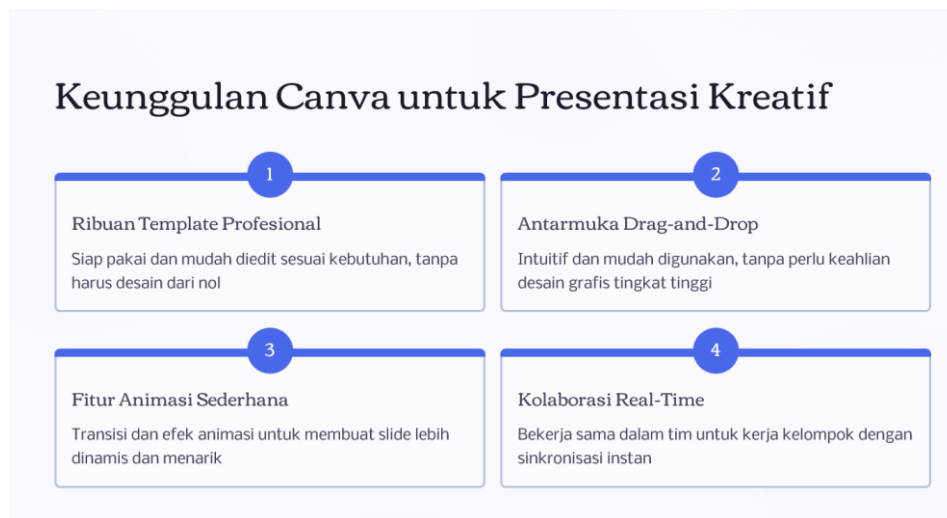 Keunggulan Canva untuk Presentasi Kreatif
1
Ribuan Template Profesional
Siap pakai dan mudah diedit sesuai kebutuhan, tanpa
harus desain dari nol
2
Antarmuka Drag-and-Drop
Intuitif dan mudah digunakan, tanpa perlu keahlian
desain grafis tingkat tinggi
3
Fitur Animasi Sederhana
Transisi dan efek animasi untuk membuat slide lebih
dinamis dan menarik
4
Kolaborasi Real-Time
Bekerja sama dalam tim untuk kerja kelompok dengan
sinkronisasi instan